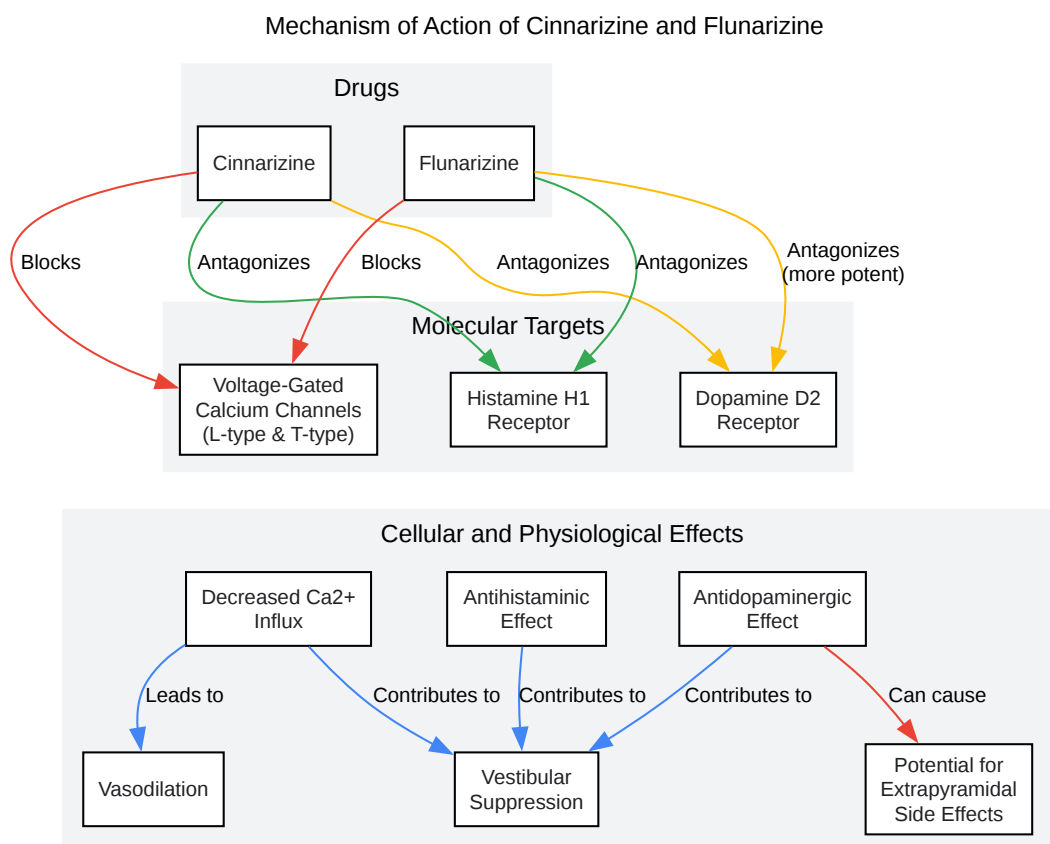 Mechanism of Action of Cinnarizine and Flunarizine
Drugs
Cinnarizine
Flunarizine
Blocks
Antagonizes
Blocks
Antagonizes
Antagonizes
Antagonizes
(more potent)
Molecular Targets
Voltage-Gated
Calcium Channels
(L-type & T-type)
Histamine H1
Receptor
Dopamine D2
Receptor
Cellular and Physiological Effects
Decreased Ca2+
Influx
Antihistaminic
Effect
Antidopaminergic
Effect
Leads to
Contributes to
Contributes to
Contributes to
Can cause
Vasodilation
Vestibular
Suppression
Potential for
Extrapyramidal
Side Effects